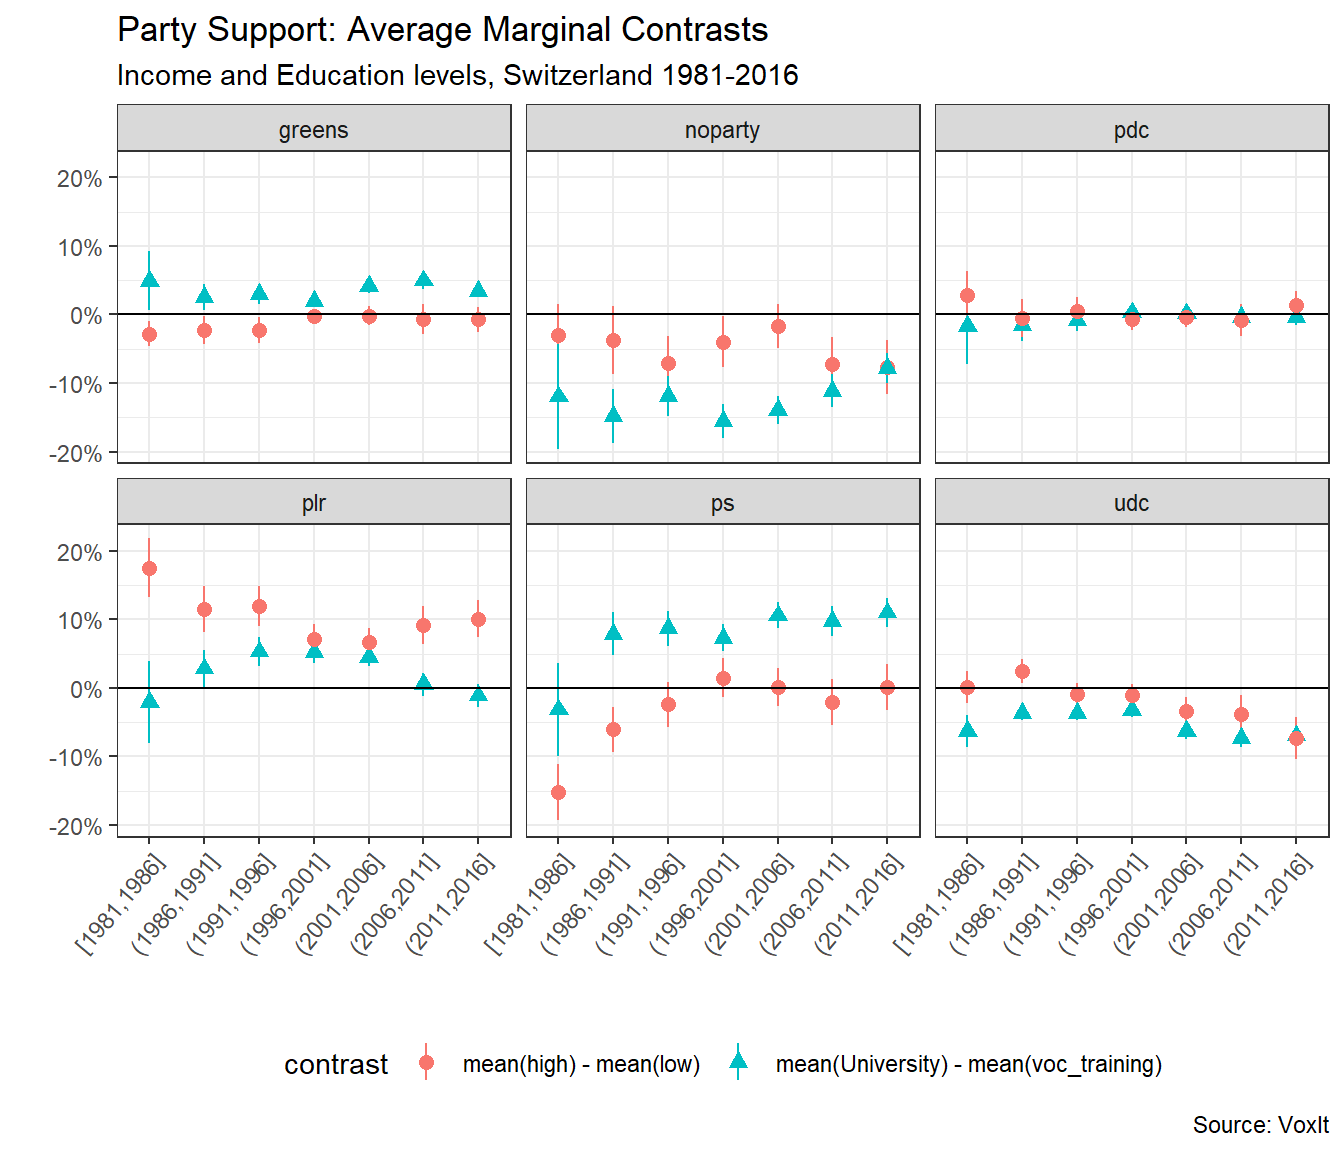 Party Support: Average Marginal Contrasts
Income and Education levels, Switzerland 1981-2016
greens
noparty
pdc
20%
10%
0%
-10%
-20%
plr
ps
udc
20%
10%
0%
-10%
-20%
[1981,1986]
(1986,1991]
(1991,1996]
(1996,2001]
(2001,2006]
(2006,2011]
(2011,2016]
[1981,1986]
(1986,1991]
(1991,1996]
(1996,2001]
(2001,2006]
(2006,2011]
(2011,2016]
[1981,1986]
(1986,1991]
(1991,1996]
(1996,2001]
(2001,2006]
(2006,2011]
(2011,2016]
contrast
mean(high) - mean(low)
mean(University) - mean(voc_training)
Source: VoxIt